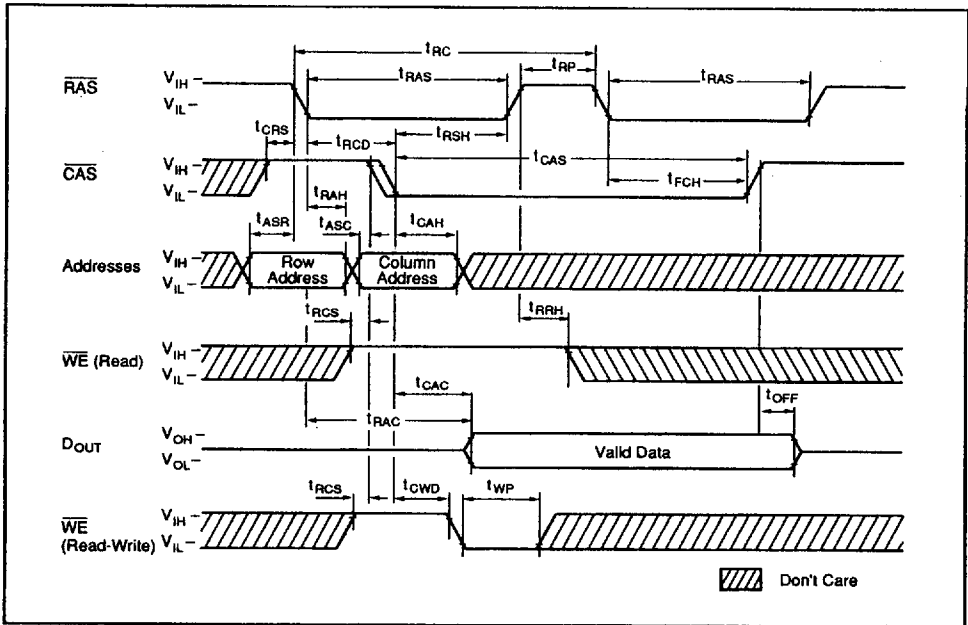 tRC
tRAS tRP tRAS
RAS VIH –
VIL –
tCRS tRCD tRSH
tCAS
CAS VIH –
VIL –
tRAH tFCH
tASR tASC tCAH
Addresses VIH –
VIL –
Row Address
Column Address
tRCS tRRH
WE (Read) VIH –
VIL –
tCAC tOFF
tRAC
DOUT VOH –
VOL –
Valid Data
tRCS tCWD tWP
WE (Read-Write) VIH –
VIL –
Don't Care